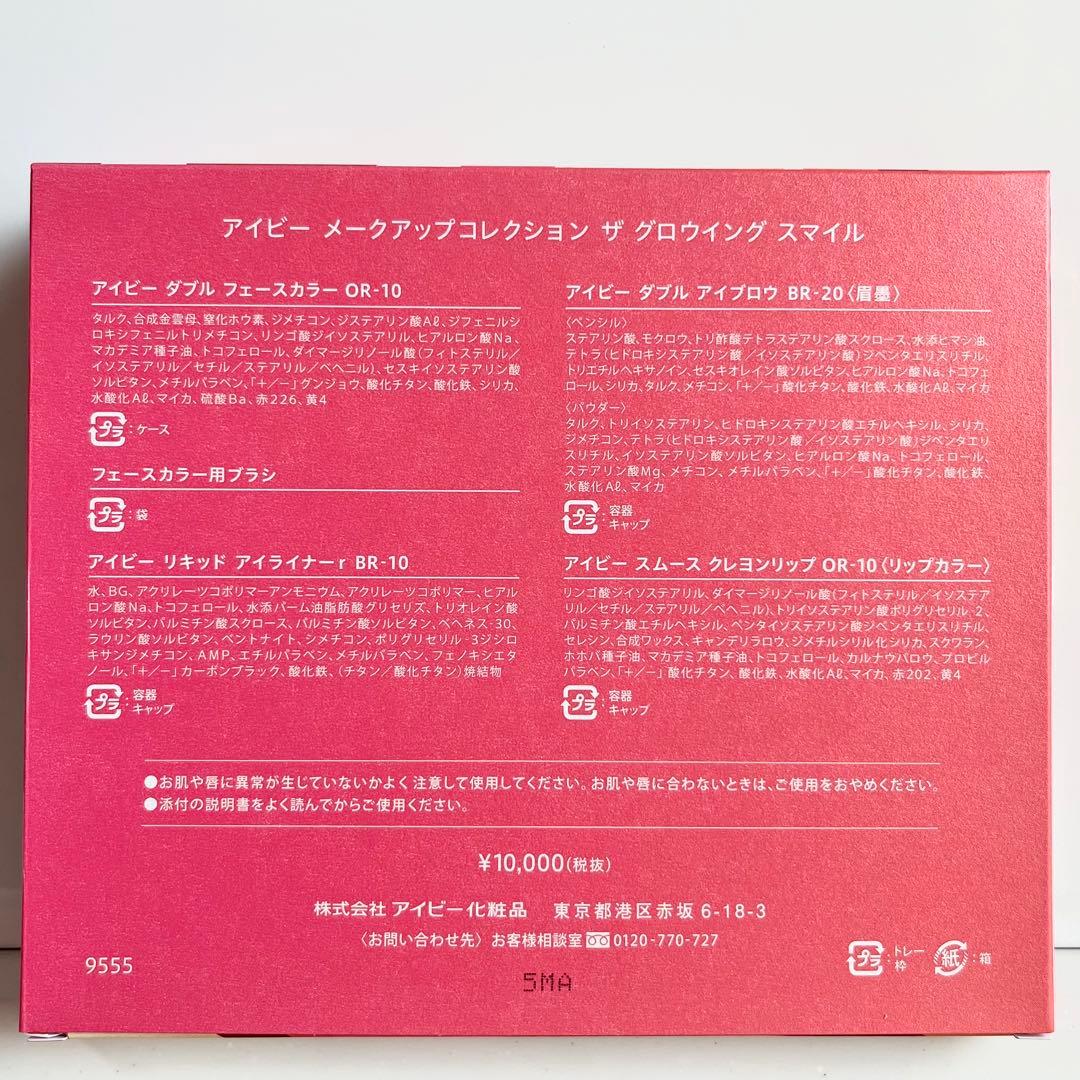 アイビー メークアップコレクション ザ グロウイング スマイル
アイビー ダブル フェースカラー OR-10
タルク、合成金雲母、窒化ホウ素、ジメチコン、ジステアリン酸Aℓ、ジフェニルシ
ロキシフェニルトリメチコン、リンゴ酸ジイソステアリル、ヒアルロン酸Na、
マカデミア種子油、トコフェロール、ダイマージリノール酸(フィトステリル/
イソステアリル/セチル/ステアリル/ベヘニル)、セスキイソステアリン酸
ソルビタン、メチルパラベン、「+/−」グンジョウ、酸化チタン、酸化鉄、シリカ、
水酸化Aℓ、マイカ、硫酸Ba、赤226、黄4
プラ:ケース
フェースカラー用ブラシ
プラ:袋
アイビー リキッド アイライナーr BR-10
水、BG、アクリレーツコポリマーアンモニウム、アクリレーツコポリマー、ヒアル
ロン酸Na、トコフェロール、水添パーム油脂肪酸グリセリズ、トリオレイン酸
ソルビタン、パルミチン酸スクロース、パルミチン酸ソルビタン、ベヘネス-30、
ラウリン酸ソルビタン、ベントナイト、シメチコン、ポリグリセリル-3ジシロ
キサンジメチコン、AMP、エチルパラベン、メチルパラベン、フェノキシエタ
ノール、「+/−」カーボンブラック、酸化鉄、(チタン/酸化チタン)焼結物
プラ:容器
キャップ
アイビー ダブル アイブロウ BR-20〈眉墨〉
〈ペンシル〉
ステアリン酸、モクロウ、トリ酢酸テトラステアリン酸スクロース、水添ヒマシ油、
テトラ(ヒドロキシステアリン酸/イソステアリン酸)ジペンタエリスリチル、
トリエチルヘキサノイン、セスキオレイン酸ソルビタン、ヒアルロン酸Na、トコフェ
ロール、シリカ、タルク、メチコン、「+/−」酸化チタン、酸化鉄、水酸化Aℓ、マイカ
〈パウダー〉
タルク、トリイソステアリン、ヒドロキシステアリン酸エチルヘキシル、シリカ、
ジメチコン、テトラ(ヒドロキシステアリン酸/イソステアリン酸)ジペンタエリ
スリチル、イソステアリン酸ソルビタン、ヒアルロン酸Na、トコフェロール、
ステアリン酸Mg、メチコン、メチルパラベン、「+/−」酸化チタン、酸化鉄、
水酸化Aℓ、マイカ
プラ:容器
キャップ
アイビー スムース クレヨンリップ OR-10〈リップカラー〉
リンゴ酸ジイソステアリル、ダイマージリノール酸(フィトステリル/イソステア
リル/セチル/ステアリル/ベヘニル)、トリイソステアリン酸ポリグリセリル-2、
パルミチン酸エチルヘキシル、ペンタイソステアリン酸ジペンタエリスリチル、
セレシン、合成ワックス、キャンデリラロウ、ジメチルシリル化シリカ、スクワラン、
ホホバ種子油、マカデミア種子油、トコフェロール、カルナウバロウ、プロピル
パラベン、「+/−」酸化チタン、酸化鉄、水酸化Aℓ、マイカ、赤202、黄4
プラ:容器
キャップ
●お肌や唇に異常が生じていないかよく注意して使用してください。お肌や唇に合わないときは、ご使用をおやめください。
●添付の説明書をよく読んでからご使用ください。
¥10,000(税抜)
株式会社 アイビー化粧品 東京都港区赤坂6-18-3
〈お問い合わせ先〉お客様相談室 0120-770-727
9555
5MA
プラ:トレー
枠
紙:箱